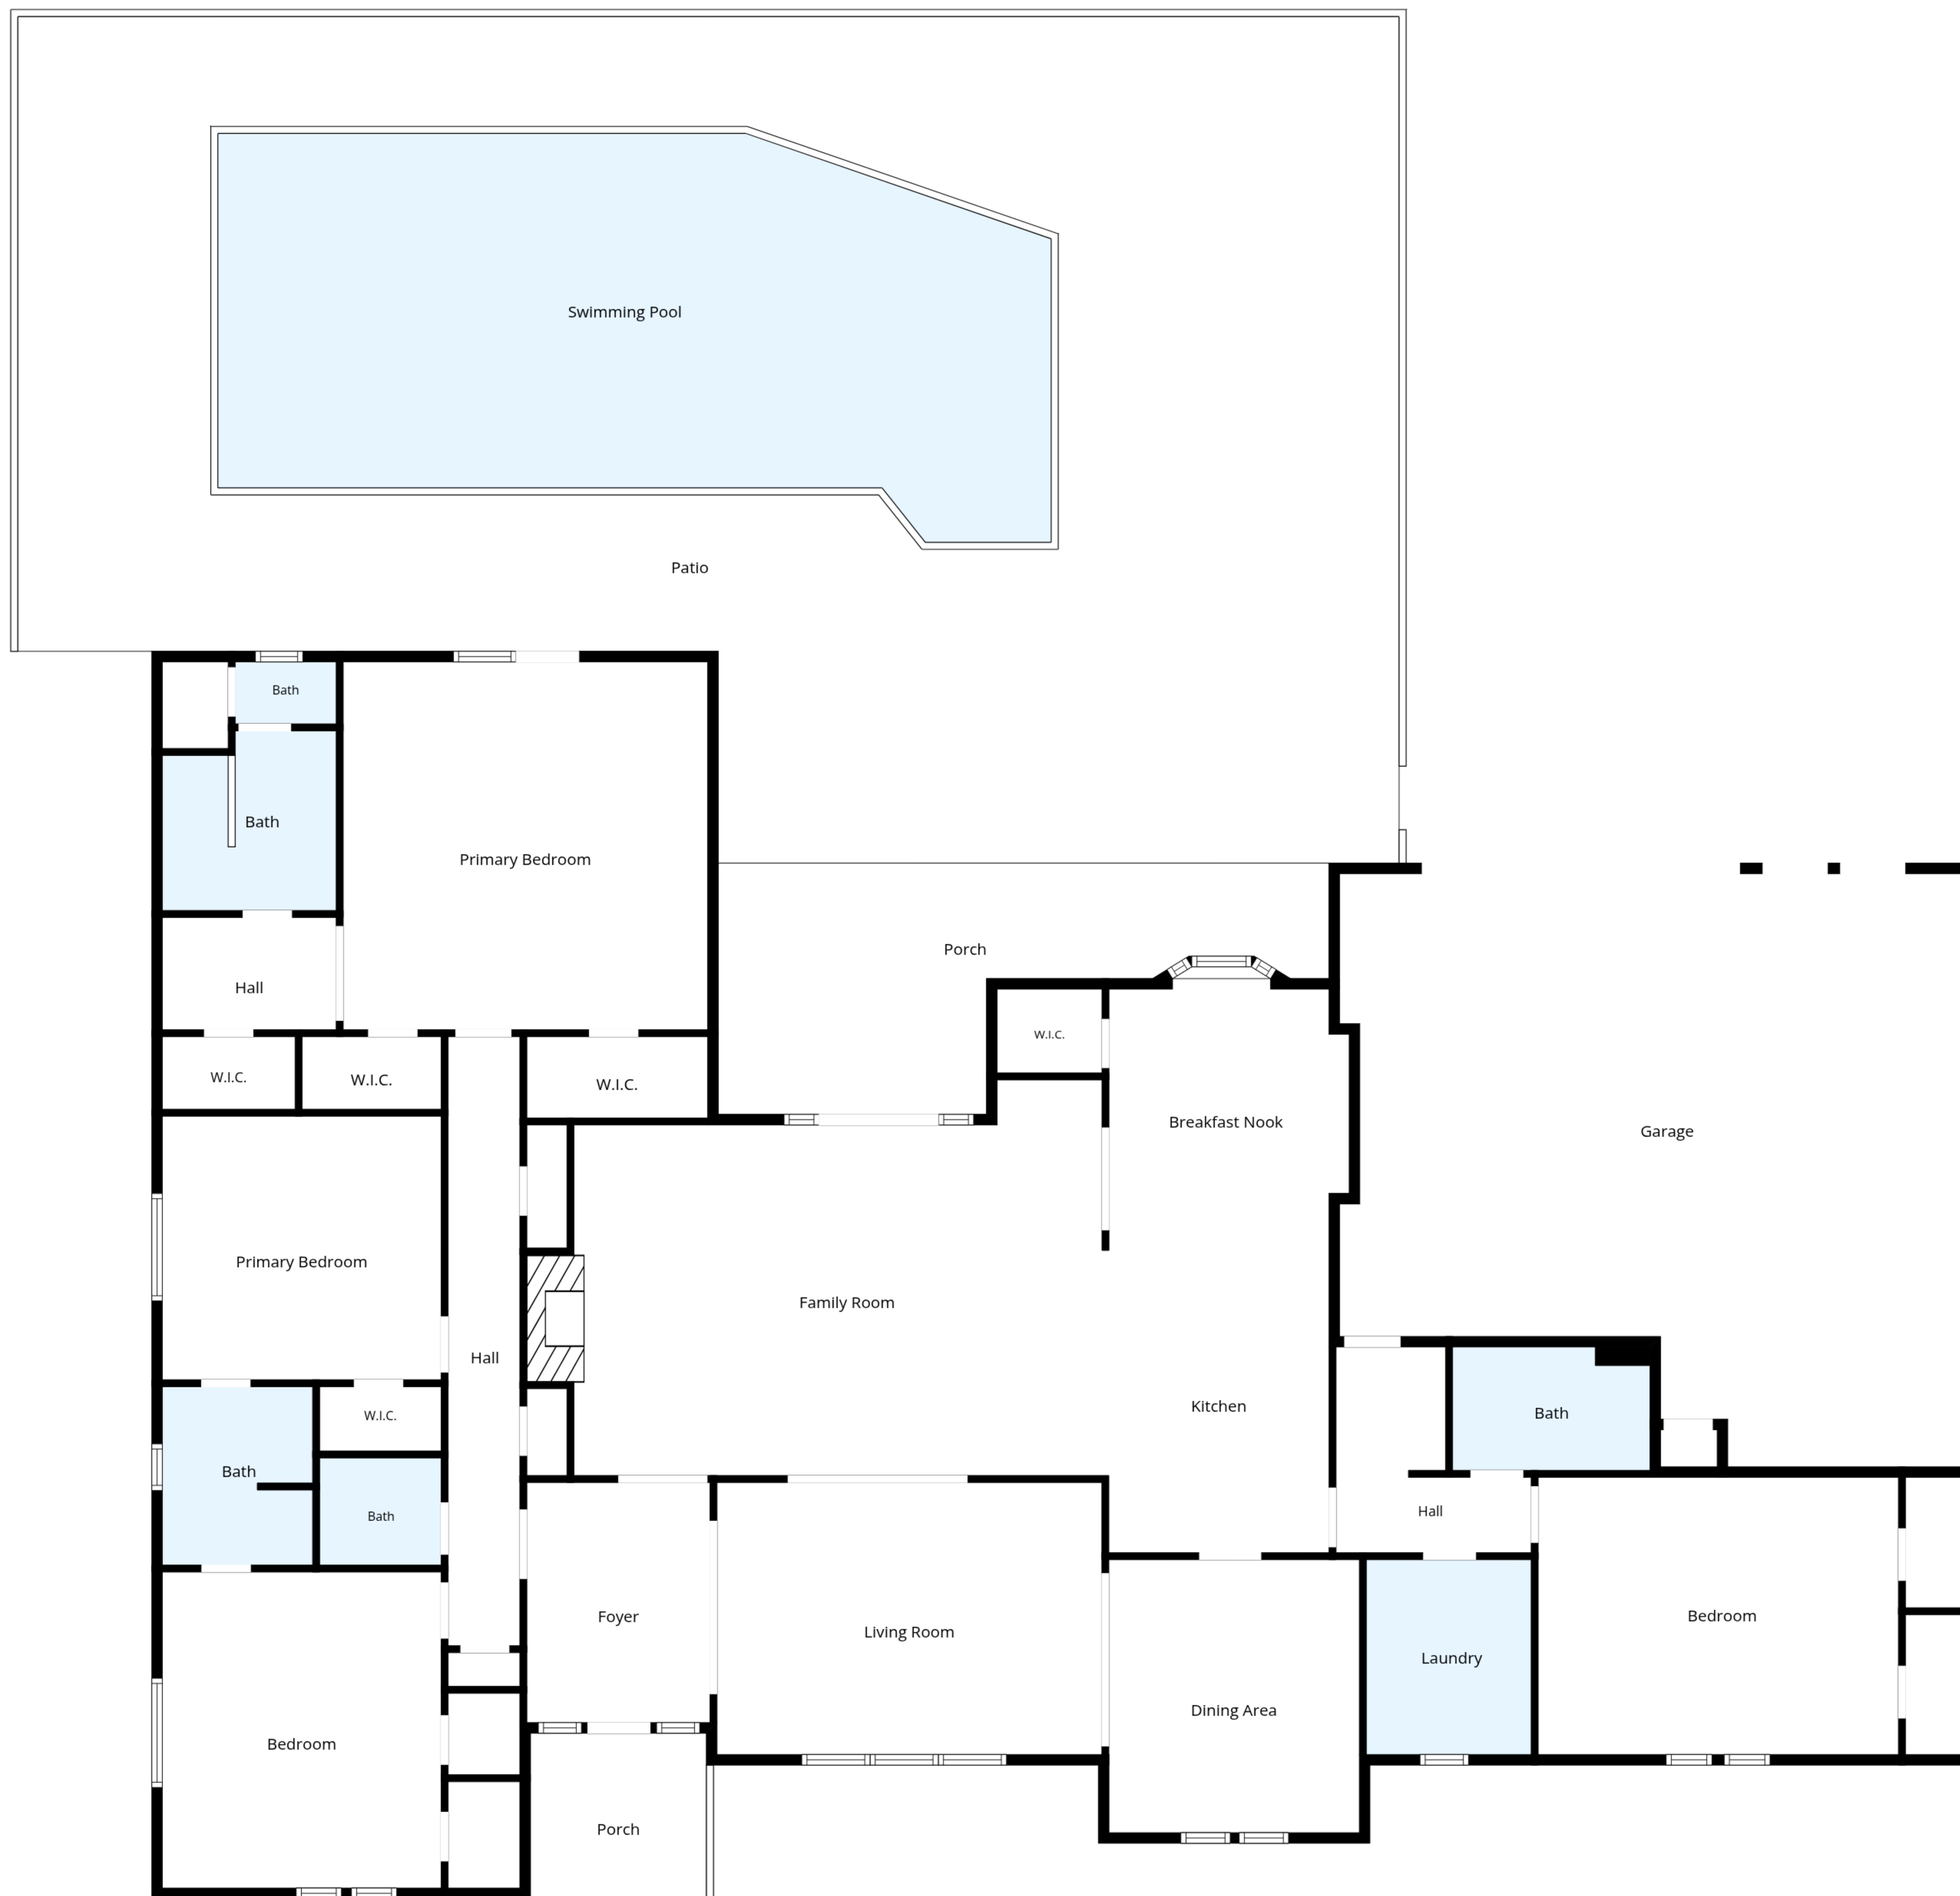 Swimming Pool
Patio
Bath
Bath
Primary Bedroom
Porch
Hall
W.I.C.
W.I.C.
W.I.C.
W.I.C.
Breakfast Nook
Garage
Primary Bedroom
Family Room
Hall
Kitchen
Bath
W.I.C.
Bath
Bath
Hall
Foyer
Living Room
Bedroom
Laundry
Dining Area
Bedroom
Porch